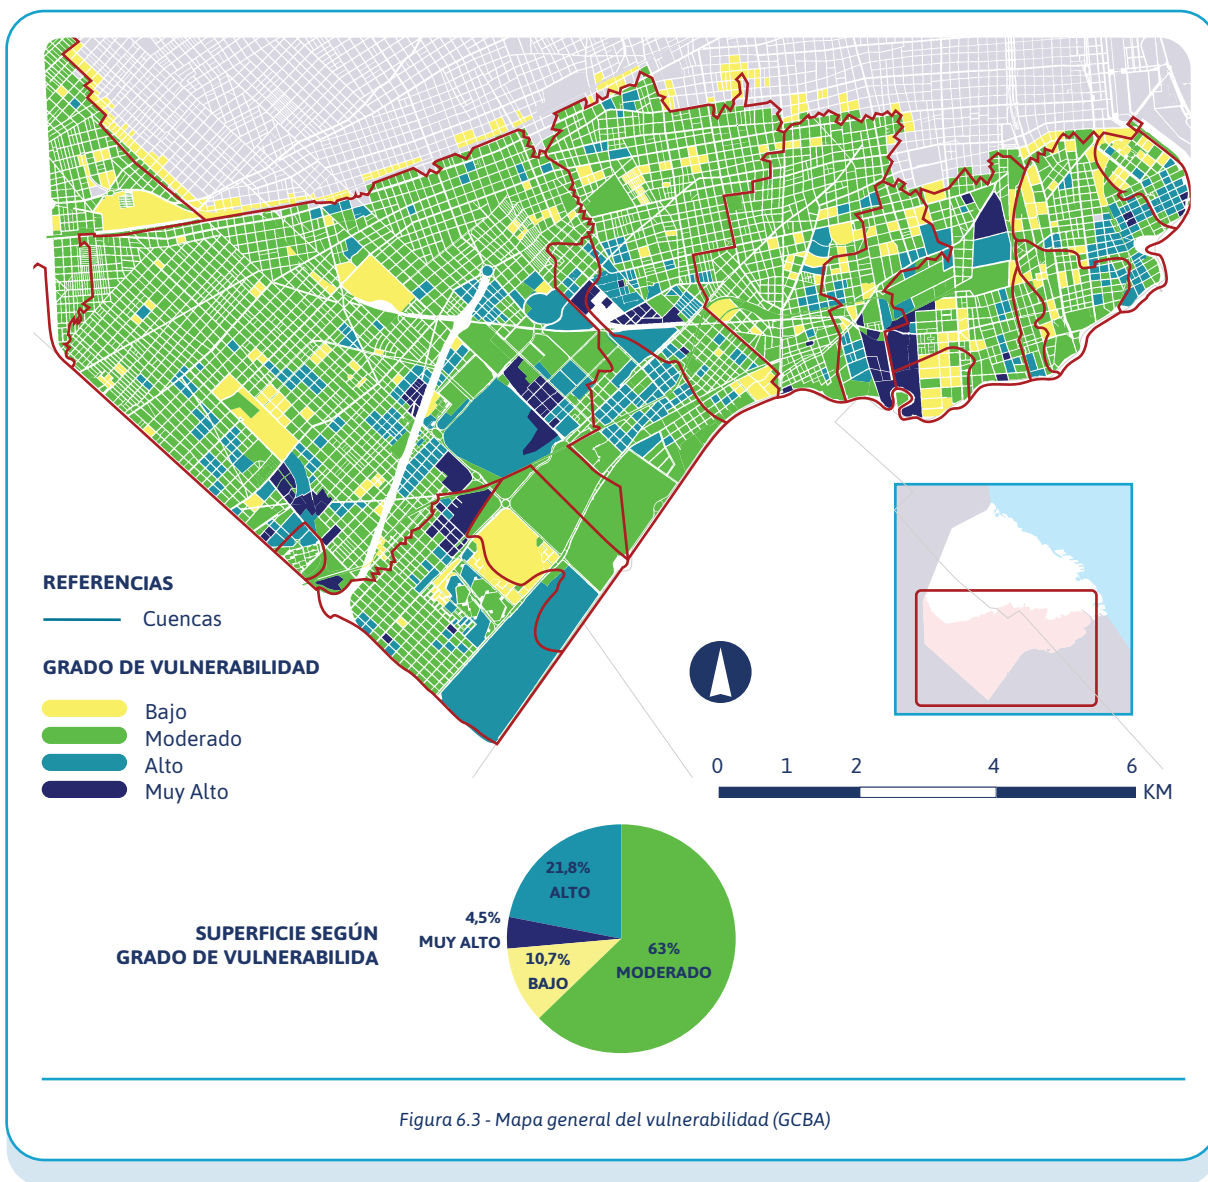 REFERENCIAS
Cuencas
GRADO DE VULNERABILIDAD
Bajo
Moderado
Alto
Muy Alto
0 1 2 4 6
KM
SUPERFICIE SEGÚN
GRADO DE VULNERABILIDA
21,8%
ALTO
4,5%
MUY ALTO
10,7%
BAJO
63%
MODERADO
Figura 6.3 - Mapa general del vulnerabilidad (GCBA)